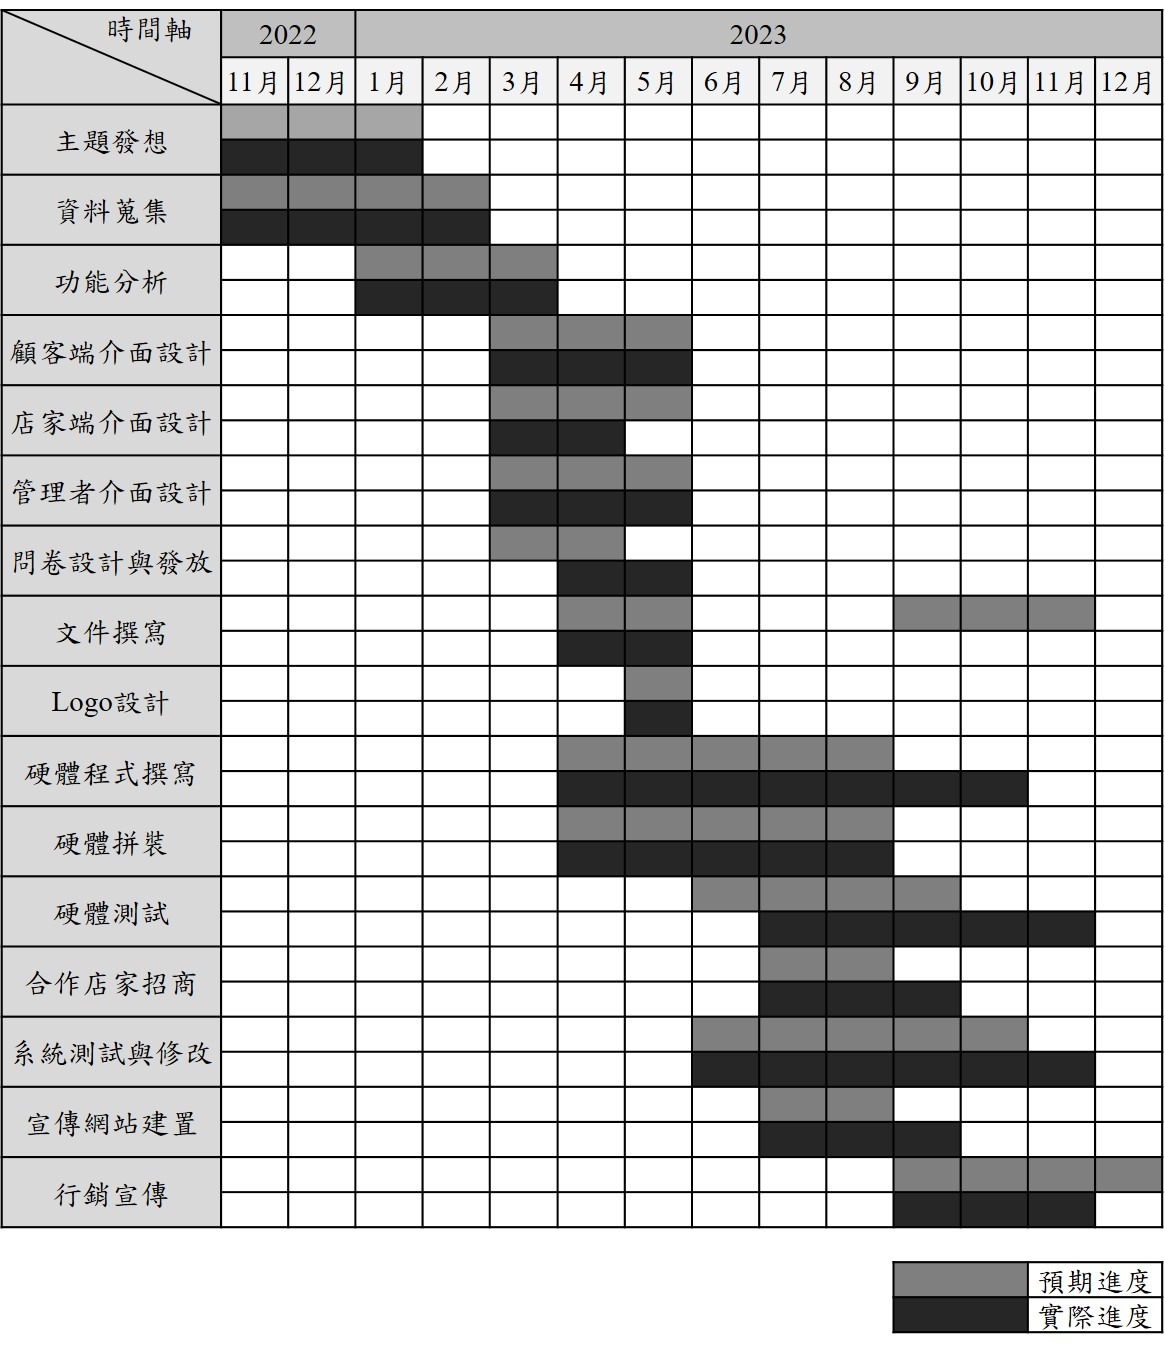 時間軸
2022 2023
11月 12月 1月 2月 3月 4月 5月 6月 7月 8月 9月 10月 11月 12月
主題發想
資料蒐集
功能分析
顧客端介面設計
店家端介面設計
管理者介面設計
問卷設計與發放
文件撰寫
Logo設計
硬體程式撰寫
硬體拼裝
硬體測試
合作店家招商
系統測試與修改
宣傳網站建置
行銷宣傳
預期進度
實際進度